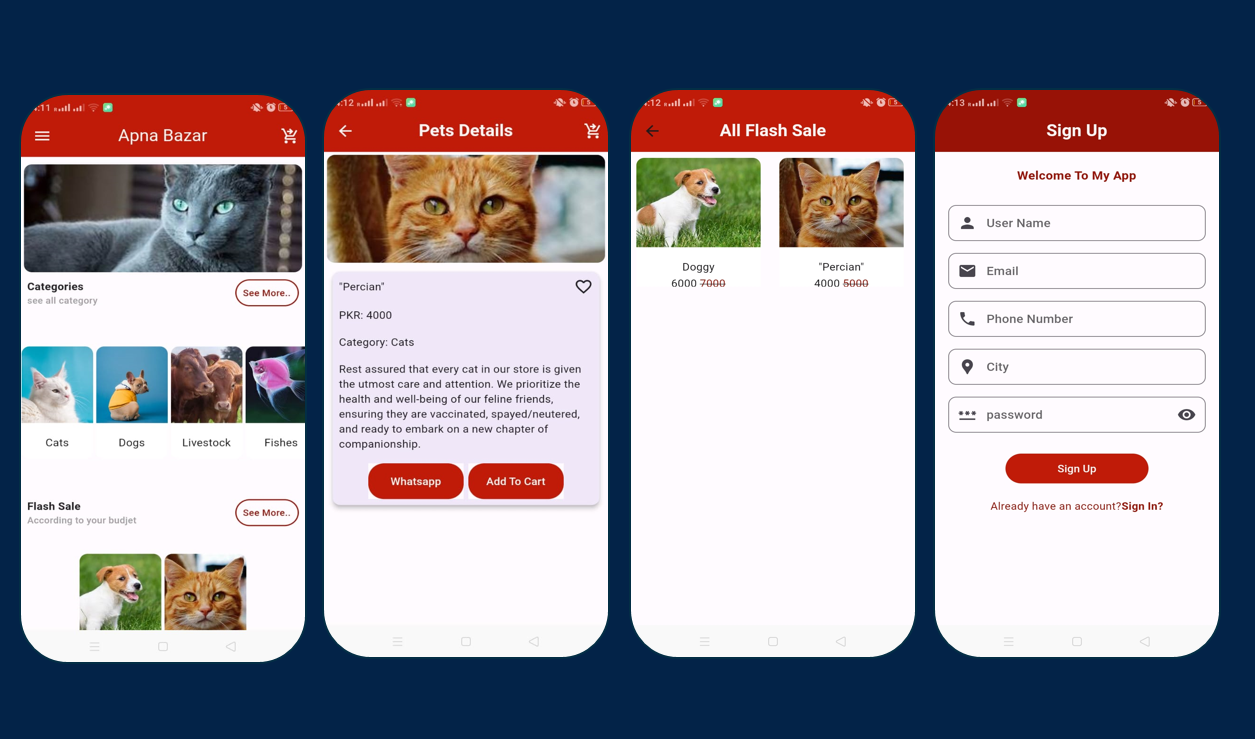 :11
Apna Bazar
Categories
see all category
See More..
Cats
Dogs
Livestock
Fishes
Flash Sale
According to your budjet
See More..
:12
Pets Details
"Percian"
PKR: 4000
Category: Cats
Rest assured that every cat in our store is given
the utmost care and attention. We prioritize the
health and well-being of our feline friends,
ensuring they are vaccinated, spayed/neutered,
and ready to embark on a new chapter of
companionship.
Whatsapp
Add To Cart
:12
All Flash Sale
Doggy
6000 7000
"Percian"
4000 5000
:13
Sign Up
Welcome To My App
User Name
Email
Phone Number
City
password
Sign Up
Already have an account?Sign In?